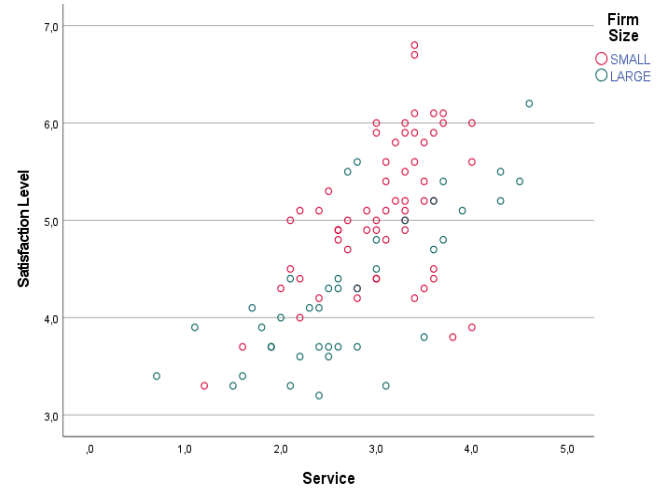 Firm
Size
SMALL
LARGE
7,0
6,0
5,0
4,0
3,0
Satisfaction Level
,0
1,0
2,0
3,0
4,0
5,0
Service